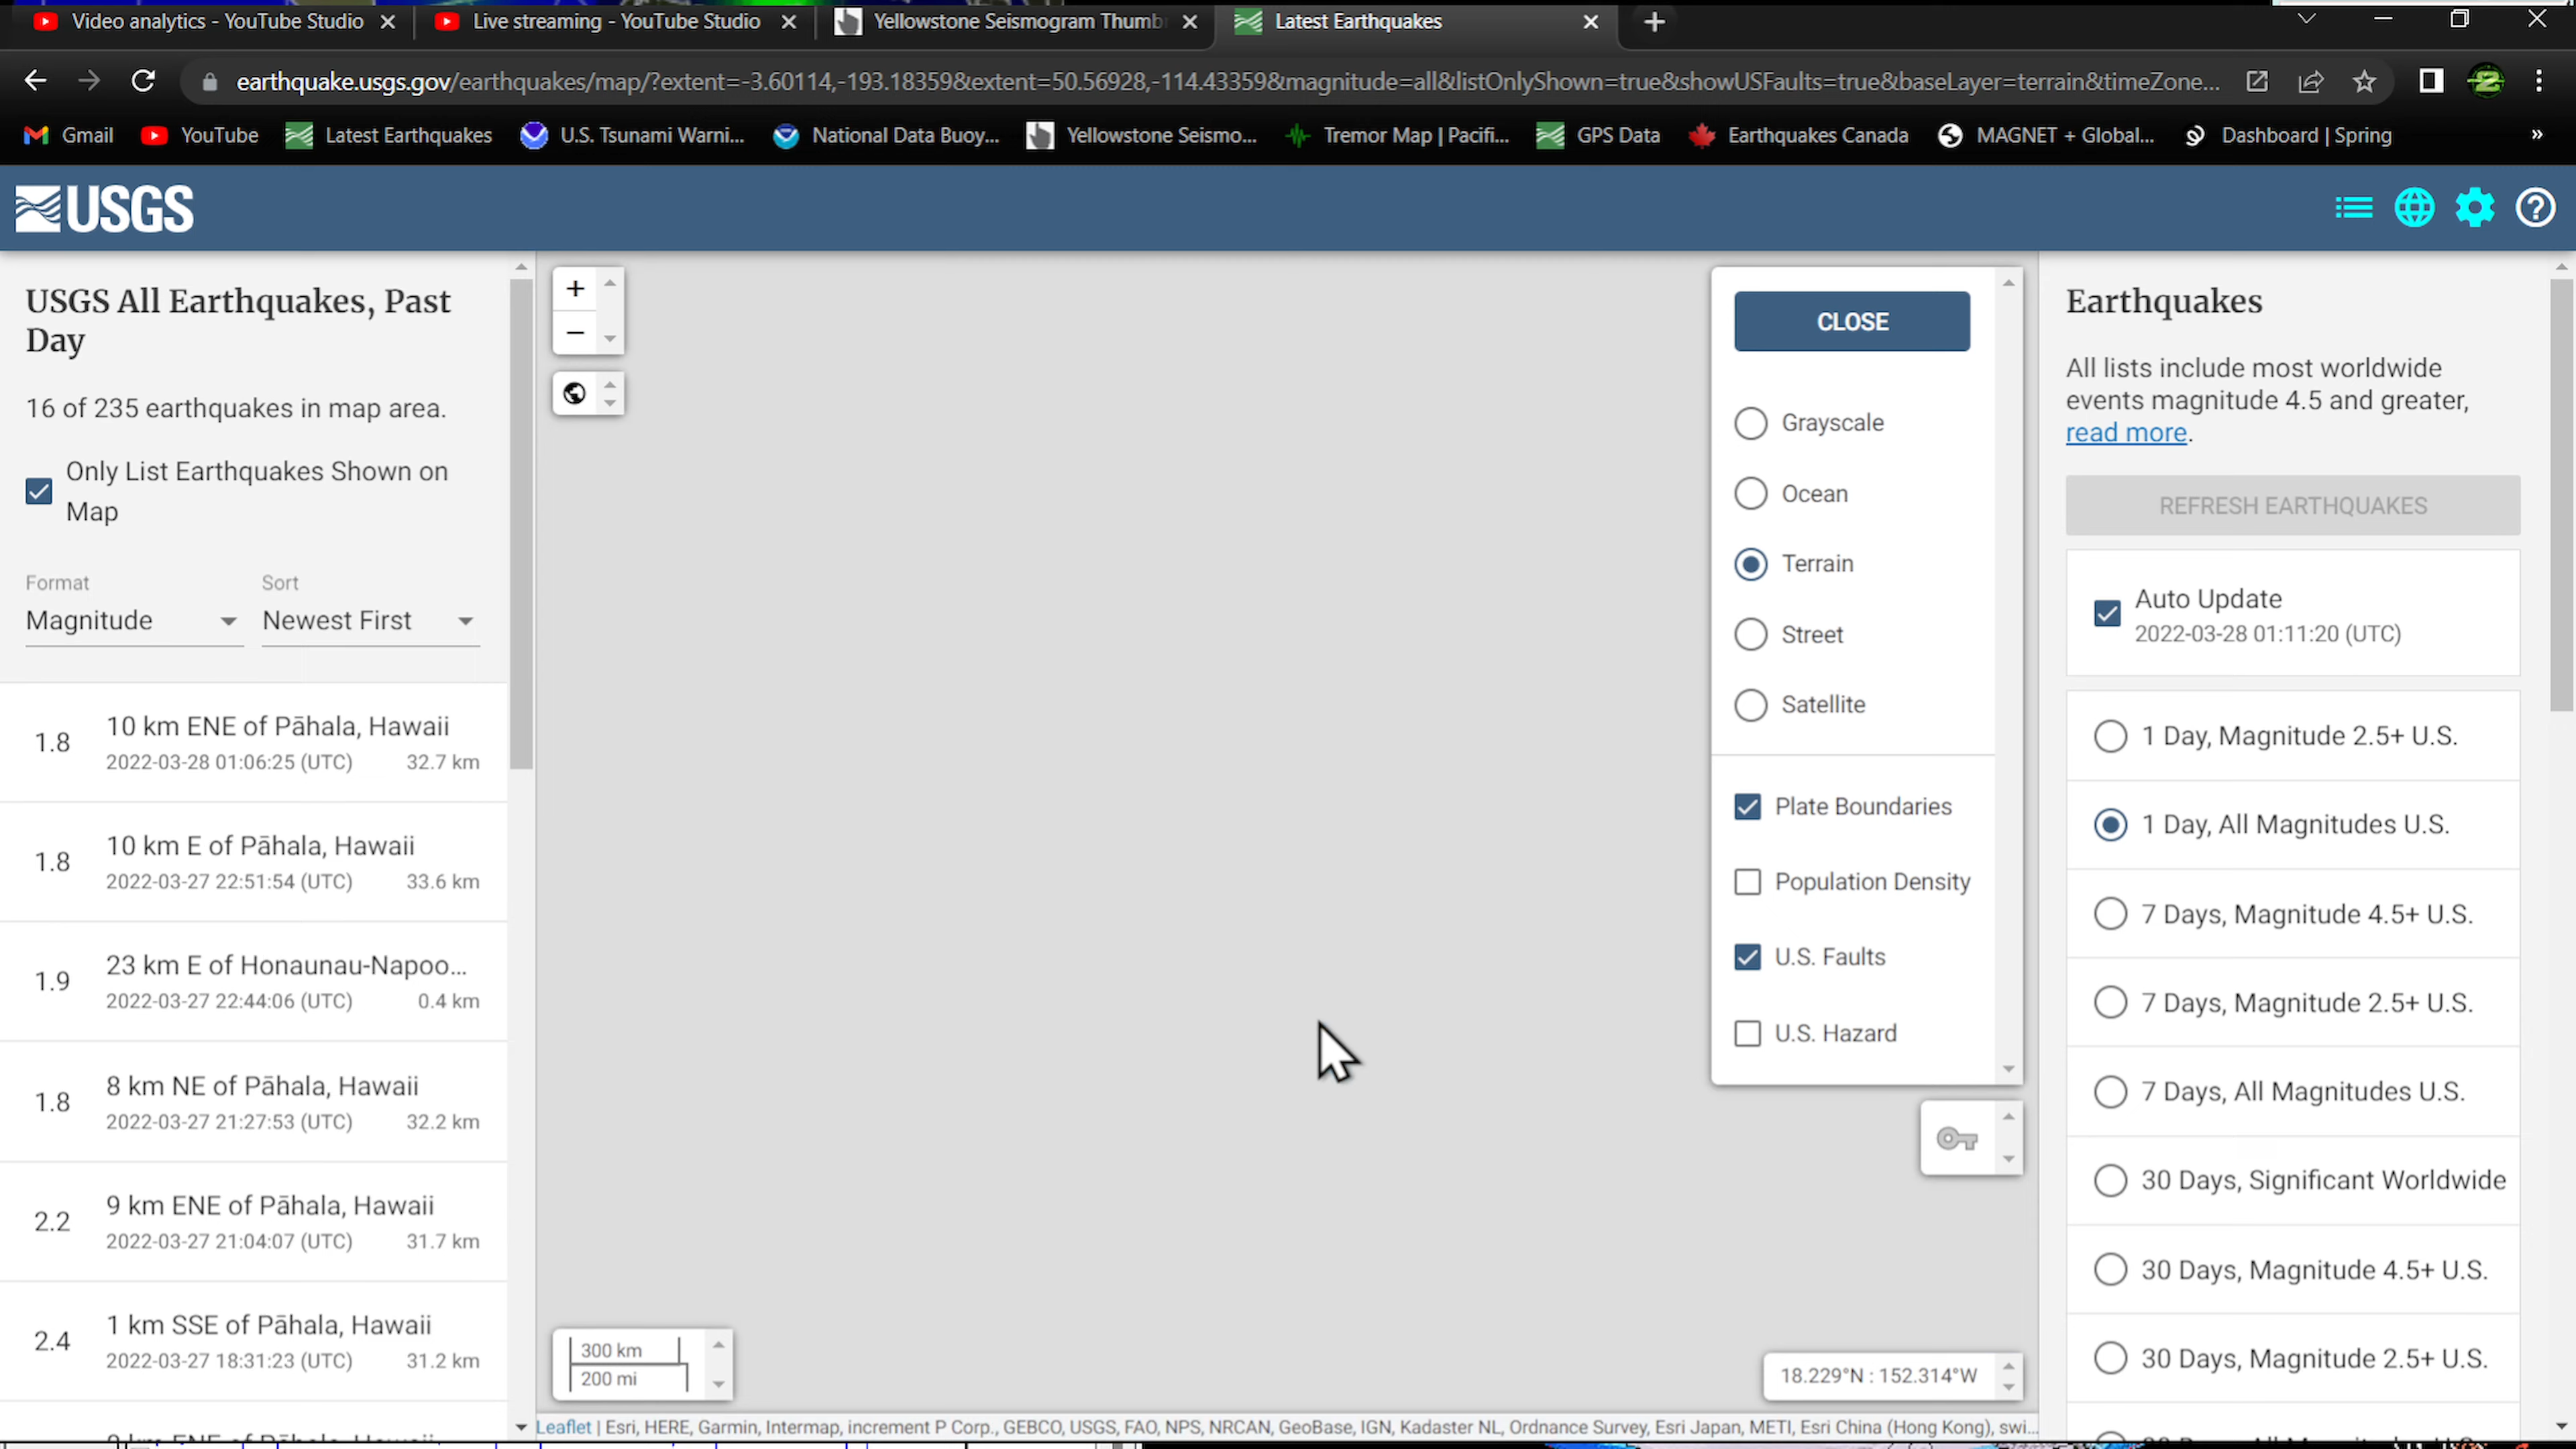 Video analytics - YouTube Studio
Live streaming - YouTube Studio
Yellowstone Seismogram Thumb
Latest Earthquakes
earthquake.usgs.gov/earthquakes/map/?extent=-3.60114,-193.18359&extent=50.56928,-114.43359&magnitude=all&listOnlyShown=true&showUSFaults=true&baseLayer=terrain&timeZone...
Gmail
YouTube
Latest Earthquakes
U.S. Tsunami Warni...
National Data Buoy...
Yellowstone Seismo...
Tremor Map | Pacifi...
GPS Data
Earthquakes Canada
MAGNET + Global...
Dashboard | Spring
»
USGS
USGS All Earthquakes, Past
Day
16 of 235 earthquakes in map area.
Only List Earthquakes Shown on
Map
Format
Magnitude
Sort
Newest First
1.8
10 km ENE of Pāhala, Hawaii
2022-03-28 01:06:25 (UTC) 32.7 km
1.8
10 km E of Pāhala, Hawaii
2022-03-27 22:51:54 (UTC) 33.6 km
1.9
23 km E of Honaunau-Napoo...
2022-03-27 22:44:06 (UTC) 0.4 km
1.8
8 km NE of Pāhala, Hawaii
2022-03-27 21:27:53 (UTC) 32.2 km
2.2
9 km ENE of Pāhala, Hawaii
2022-03-27 21:04:07 (UTC) 31.7 km
2.4
1 km SSE of Pāhala, Hawaii
2022-03-27 18:31:23 (UTC) 31.2 km
+
−
300 km
200 mi
CLOSE
Grayscale
Ocean
Terrain
Street
Satellite
Plate Boundaries
Population Density
U.S. Faults
U.S. Hazard
18.229°N : 152.314°W
Leaflet | Esri, HERE, Garmin, Intermap, increment P Corp., GEBCO, USGS, FAO, NPS, NRCAN, GeoBase, IGN, Kadaster NL, Ordnance Survey, Esri Japan, METI, Esri China (Hong Kong), swi...
Earthquakes
All lists include most worldwide
events magnitude 4.5 and greater,
read more.
REFRESH EARTHQUAKES
Auto Update
2022-03-28 01:11:20 (UTC)
1 Day, Magnitude 2.5+ U.S.
1 Day, All Magnitudes U.S.
7 Days, Magnitude 4.5+ U.S.
7 Days, Magnitude 2.5+ U.S.
7 Days, All Magnitudes U.S.
30 Days, Significant Worldwide
30 Days, Magnitude 4.5+ U.S.
30 Days, Magnitude 2.5+ U.S.